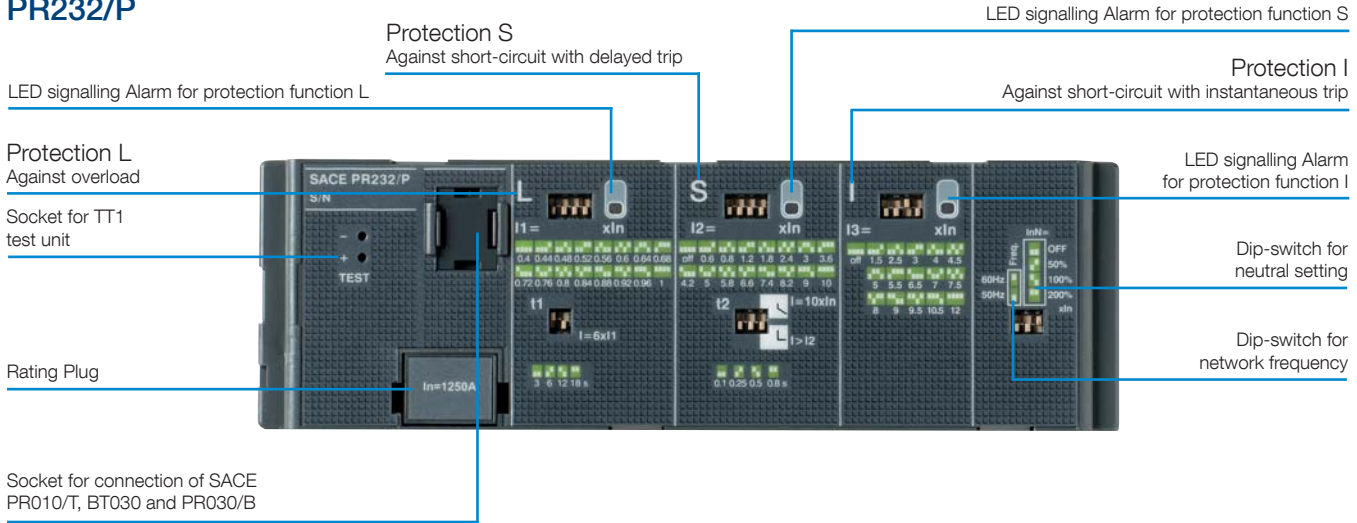 PR232/P
LED signalling Alarm for protection function S
Protection S
Against short-circuit with delayed trip
Protection I
Against short-circuit with instantaneous trip
LED signalling Alarm for protection function L
Protection L
Against overload
LED signalling Alarm
for protection function I
Socket for TT1
test unit
Dip-switch for
neutral setting
Dip-switch for
network frequency
Rating Plug
Socket for connection of SACE
PR010/T, BT030 and PR030/B
SACE PR232/P
S/N
-
+
TEST
In=1250A
L
I1= xIn
0.4 0.44 0.48 0.52 0.56 0.6 0.64 0.68
0.72 0.76 0.8 0.84 0.88 0.92 0.96 1
t1
I=6xI1
3 6 12 18 s
S
I2= xIn
off 0.6 0.8 1.2 1.8 2.4 3 3.6
4.2 5 5.8 6.6 7.4 8.2 9 10
t2
I=10xIn
I>I2
0.1 0.25 0.5 0.8 s
I
I3= xIn
off 1.5 2.5 3 4 4.5
5 5.5 6.5 7 7.5
8 9 9.5 10.5 12
InN=
Freq.
OFF
50%
100%
200%
xIn
60Hz
50Hz